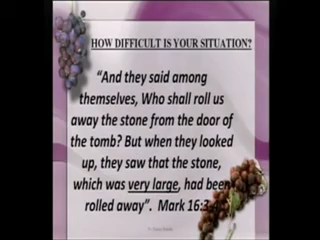 HOW DIFFICULT IS YOUR SITUATION?
“And they said among
themselves, Who shall roll us
away the stone from the door of
the tomb? But when they looked
up, they saw that the stone,
which was very large, had been
rolled away”. Mark 16:3-4